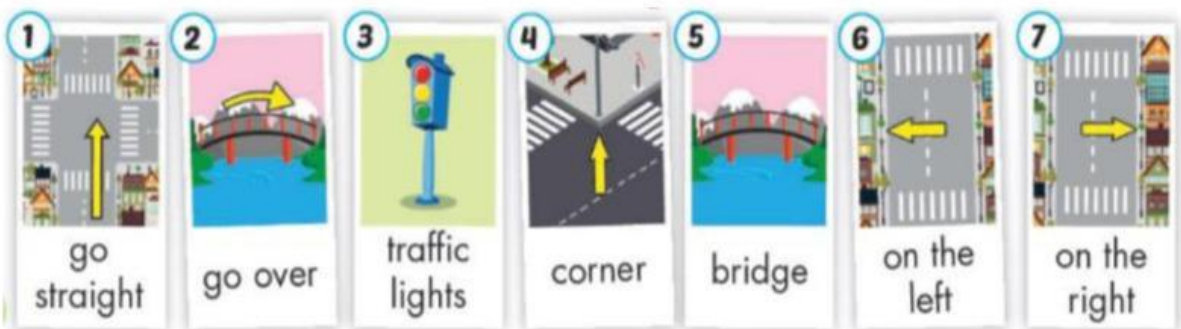 1
go
straight
2
go over
3
traffic
lights
4
corner
5
bridge
6
on the
left
7
on the
right